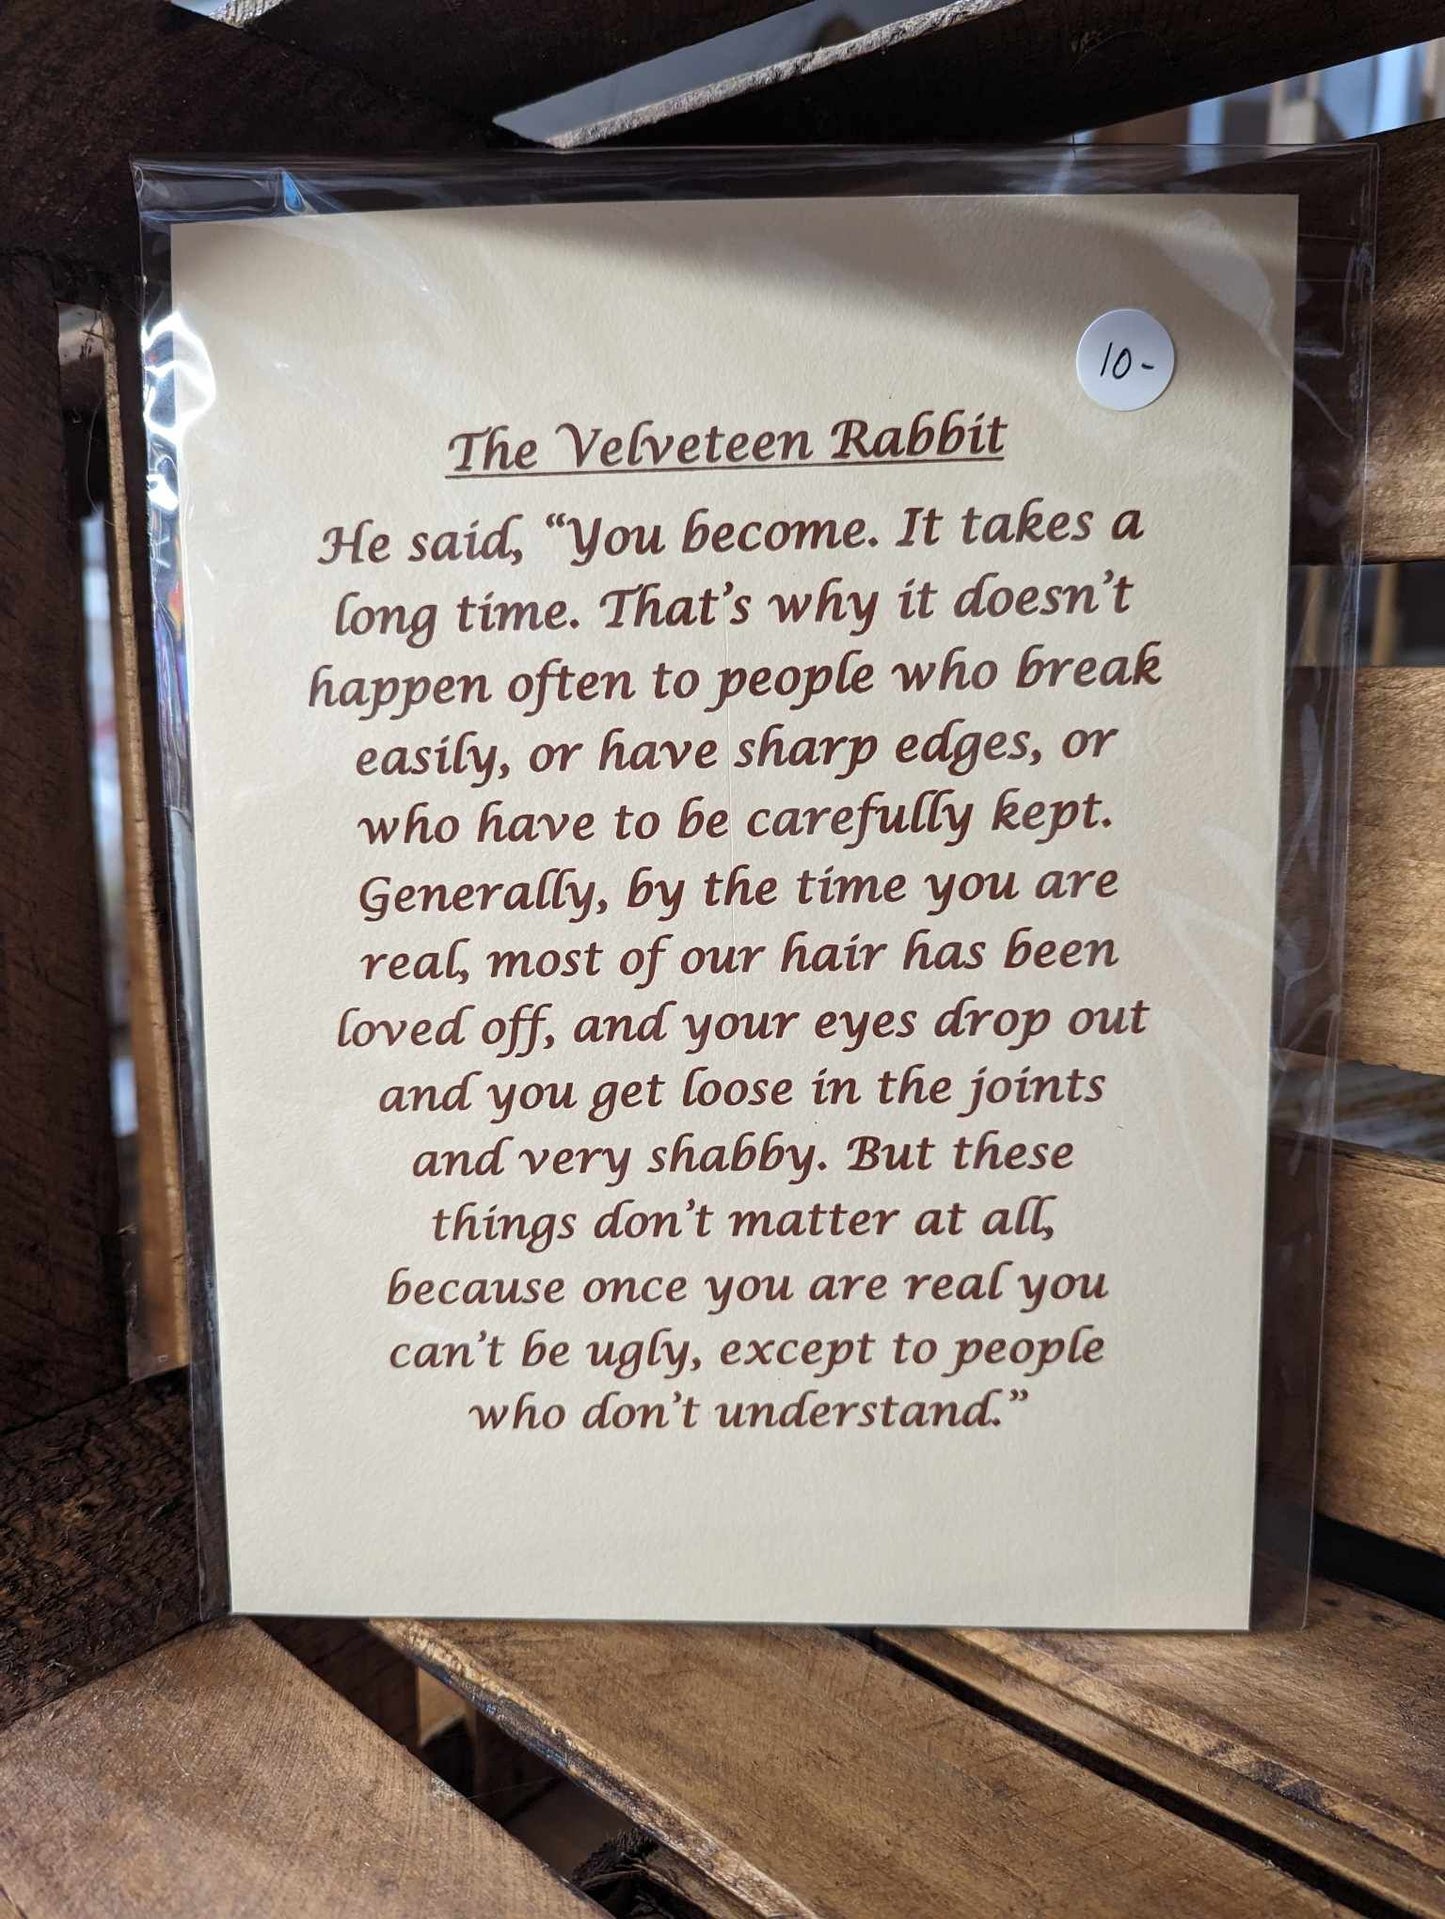 10-
The Velveteen Rabbit
He said, “You become. It takes a
long time. That’s why it doesn’t
happen often to people who break
easily, or have sharp edges, or
who have to be carefully kept.
Generally, by the time you are
real, most of our hair has been
loved off, and your eyes drop out
and you get loose in the joints
and very shabby. But these
things don’t matter at all,
because once you are real you
can’t be ugly, except to people
who don’t understand.”